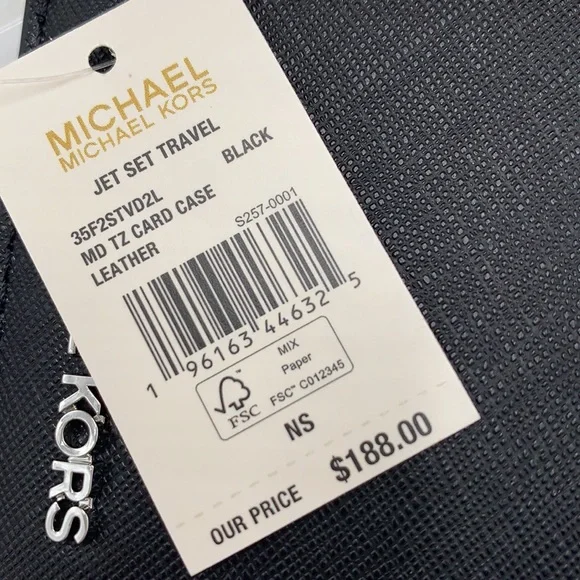 MICHAEL
MICHAEL KORS
JET SET TRAVEL
35F2STVD2L BLACK
MD TZ CARD CASE
LEATHER
S257-0001
1 96163 44632 5
FSC
MIX
Paper
FSC™ C012345
NS
OUR PRICE $188.00
KORS